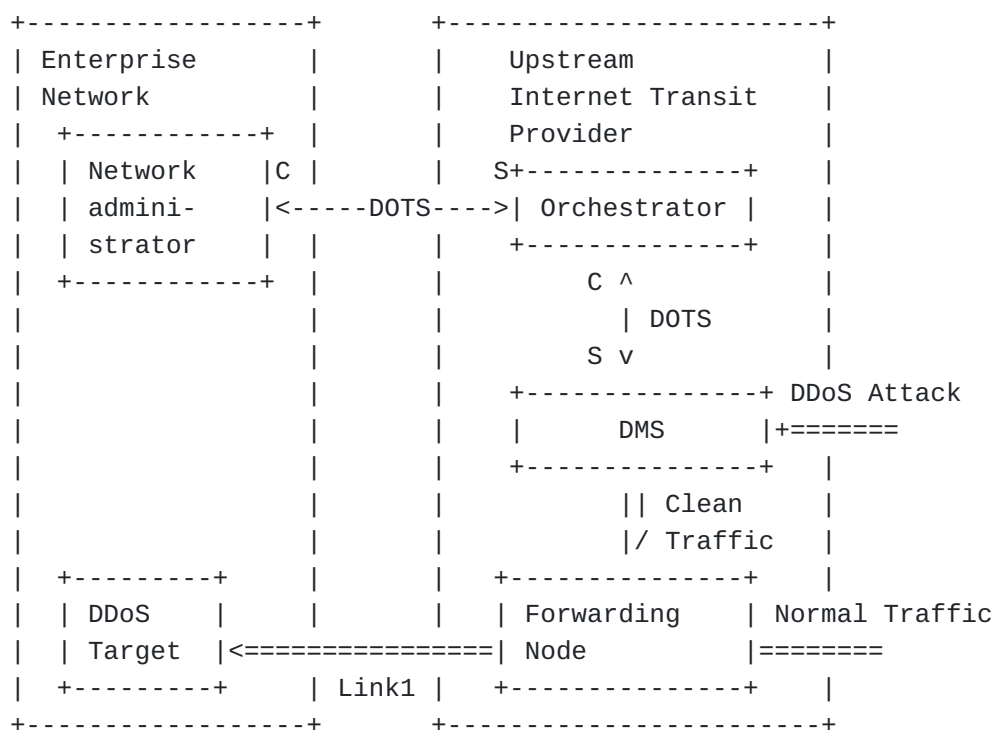 +------------------+       +------------------------+
| Enterprise       |       |    Upstream            |
| Network          |       |    Internet Transit    |
|  +------------+  |       |    Provider            |
|  | Network    |C |       |   S+--------------+    |
|  | admini-    |<-----DOTS---->| Orchestrator |    |
|  | strator    |  |       |    +--------------+    |
|  +------------+  |       |         C ^            |
|                  |       |           | DOTS       |
|                  |       |         S v            |
|                  |       |    +---------------+ DDoS Attack
|                  |       |    |      DMS      |+=======
|                  |       |    +---------------+   |
|                  |       |           || Clean     |
|                  |       |           |/ Traffic   |
|  +---------+     |       |   +---------------+    |
|  | DDoS    |     |       |   | Forwarding    | Normal Traffic
|  | Target  |<================| Node          |========
|  +---------+     | Link1 |   +---------------+    |
+------------------+       +------------------------+